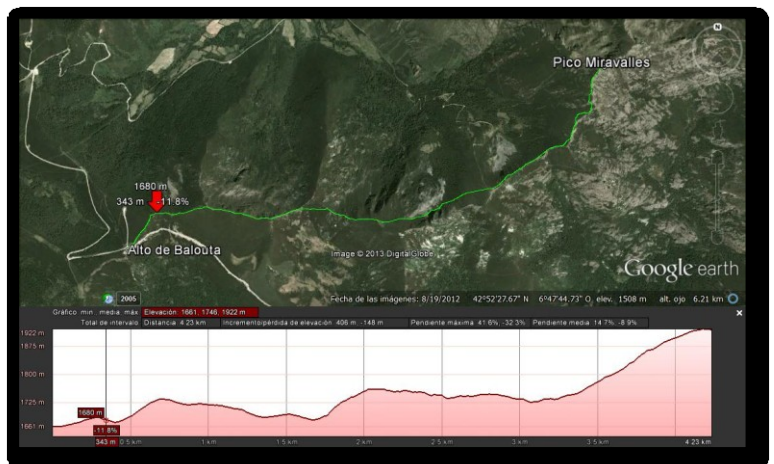 N
Pico Miravalles
1680 m
343 m -11.8%
Alto de Balouta
Image © 2013 DigitalGlobe
Google earth
2005
Fecha de las imágenes: 8/19/2012 42°52'27.67" N 6°47'44.73" O elev. 1508 m alt. ojo 6.21 km
Gráfico mín., media, máx. Elevación: 1661, 1746, 1922 m
Total de intervalo Distancia: 4.23 km Incremento/pérdida de elevación: 406 m, -148 m Pendiente máxima: 41.6%, -32.3% Pendiente media: 14.7%, -8.9%
1922 m
1875 m
1800 m
1725 m
1680 m
1661 m
-11.8%
343 m 0.5 km 1 km 1.5 km 2 km 2.5 km 3 km 3.5 km 4.23 km